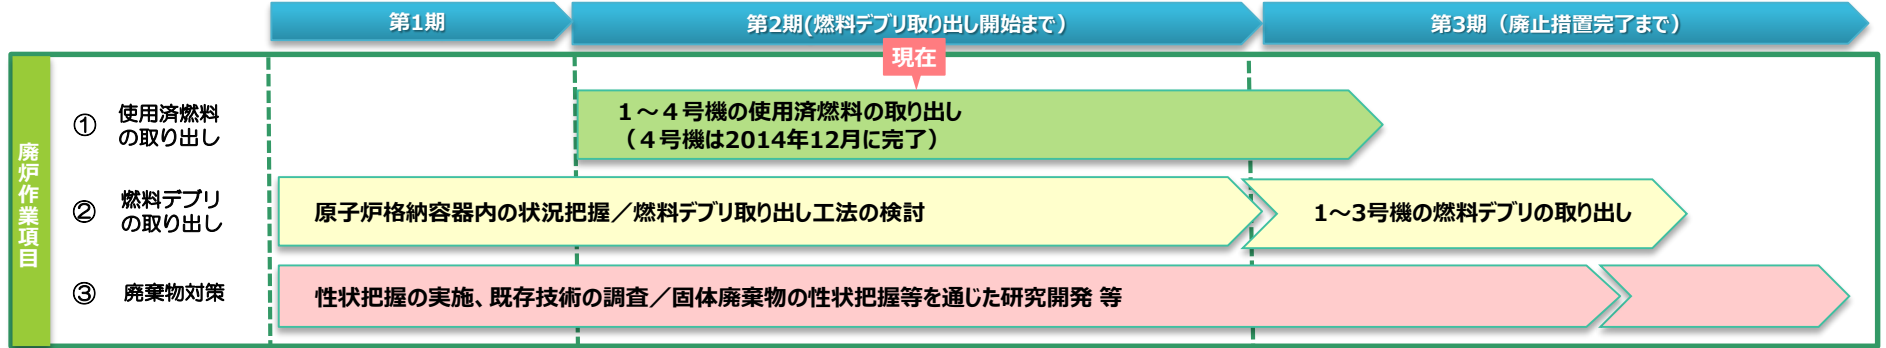 第1期
第2期(燃料デブリ取り出し開始まで)
第3期（廃止措置完了まで）
現在
廃炉作業項目
①
使用済燃料
の取り出し
１～４号機の使用済燃料の取り出し
（４号機は2014年12月に完了）
②
燃料デブリ
の取り出し
原子炉格納容器内の状況把握／燃料デブリ取り出し工法の検討
1～3号機の燃料デブリの取り出し
③
廃棄物対策
性状把握の実施、既存技術の調査／固体廃棄物の性状把握等を通じた研究開発 等